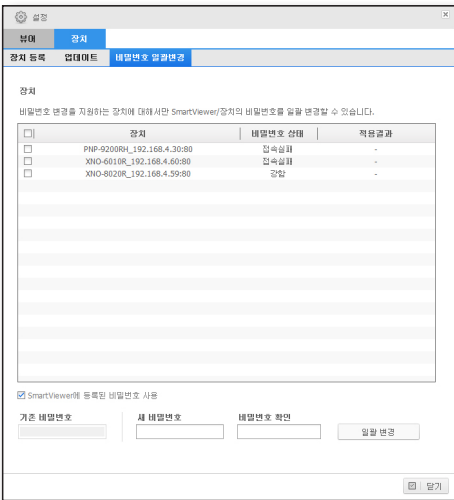 설정
뷰어 장치
장치 등록 업데이트 비밀번호 일괄변경
장치
비밀번호 변경을 지원하는 장치에 대해서만 SmartViewer/장치의 비밀번호를 일괄 변경할 수 있습니다.
장치 비밀번호 상태 적용결과
PNP-9200RH_192.168.4.30:80 접속실패 -
XNO-6010R_192.168.4.60:80 접속실패 -
XNO-8020R_192.168.4.59:80 강함 -
SmartViewer에 등록된 비밀번호 사용
기존 비밀번호 새 비밀번호 비밀번호 확인
일괄 변경
닫기